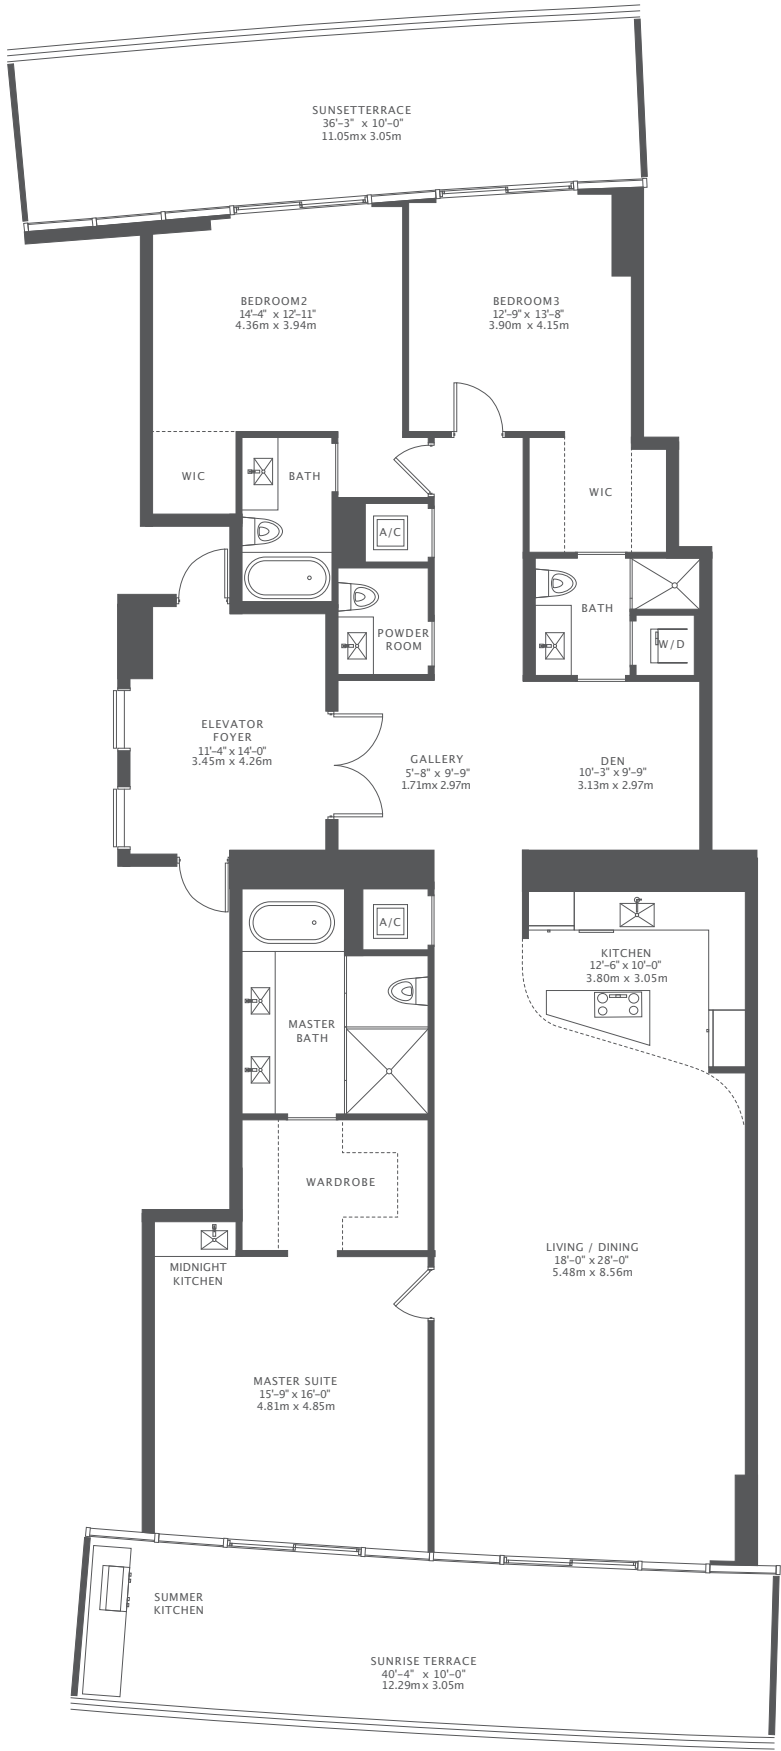 SUNSETTERRACE
36'-3" x 10'-0"
11.05mx 3.05m
BEDROOM2
14'-4" x 12'-11"
4.36m x 3.94m
BEDROOM3
12'-9" x 13'-8"
3.90m x 4.15m
WIC
BATH
WIC
A/C
BATH
POWDER
ROOM
W/D
ELEVATOR
FOYER
11'-4" x 14'-0"
3.45m x 4.26m
GALLERY
5'-8" x 9'-9"
1.71mx 2.97m
DEN
10'-3" x 9'-9"
3.13m x 2.97m
A/C
KITCHEN
12'-6" x 10'-0"
3.80m x 3.05m
MASTER
BATH
WARDROBE
LIVING / DINING
18'-0" x 28'-0"
5.48m x 8.56m
MIDNIGHT
KITCHEN
MASTER SUITE
15'-9" x 16'-0"
4.81m x 4.85m
SUMMER
KITCHEN
SUNRISE TERRACE
40'-4" x 10'-0"
12.29mx 3.05m